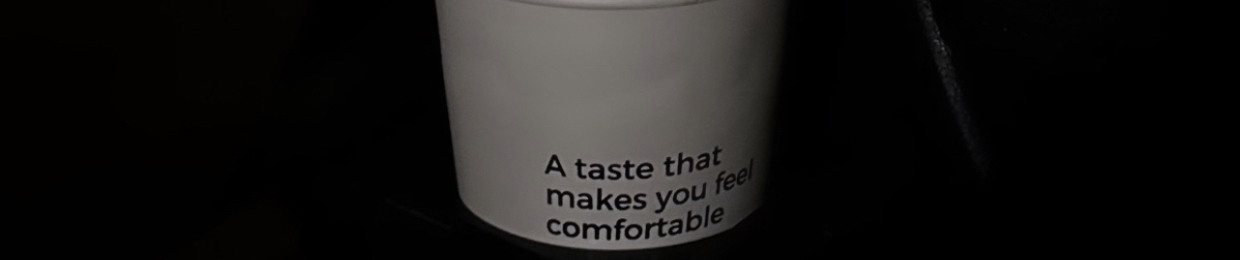 A taste that
makes you feel
comfortable